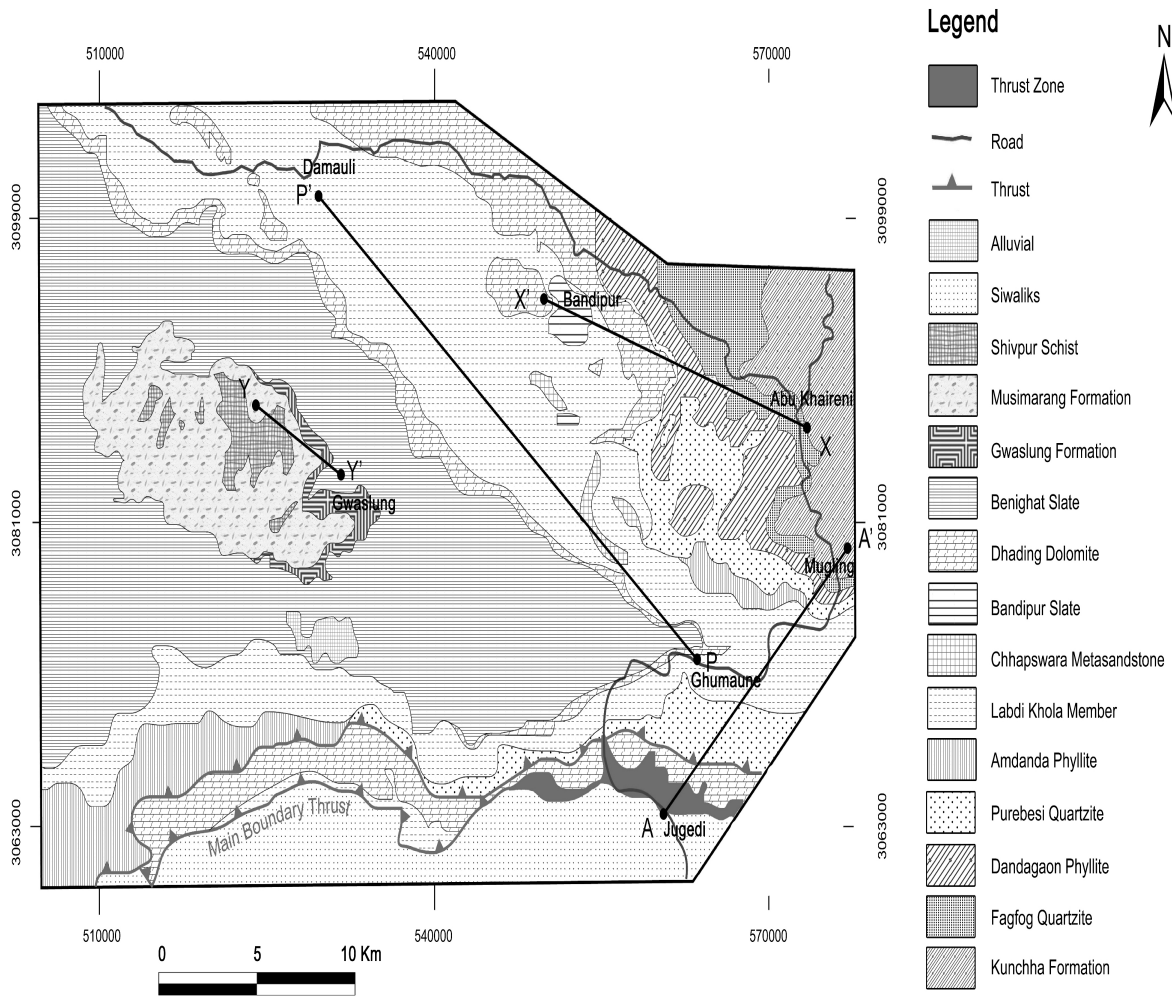 Legend
N
510000
540000
570000
Thrust Zone
Road
Thrust
Alluvial
Siwaliks
Shivpur Schist
Musimarang Formation
Gwaslung Formation
Benighat Slate
Dhading Dolomite
Bandipur Slate
Chhapswara Metasandstone
Labdi Khola Member
Amdanda Phyllite
Purebesi Quartzite
Dandagaon Phyllite
Fagfog Quartzite
Kunchha Formation
Damauli
P'
3099000
3099000
X'
Bandipur
Y
Abu Khaireni
X
Y'
Gwaslung
3081000
3081000
A'
Mugling
P
Ghumaune
Main Boundary Thrust
A
Jugedi
3063000
3063000
510000
540000
570000
0
5
10 Km